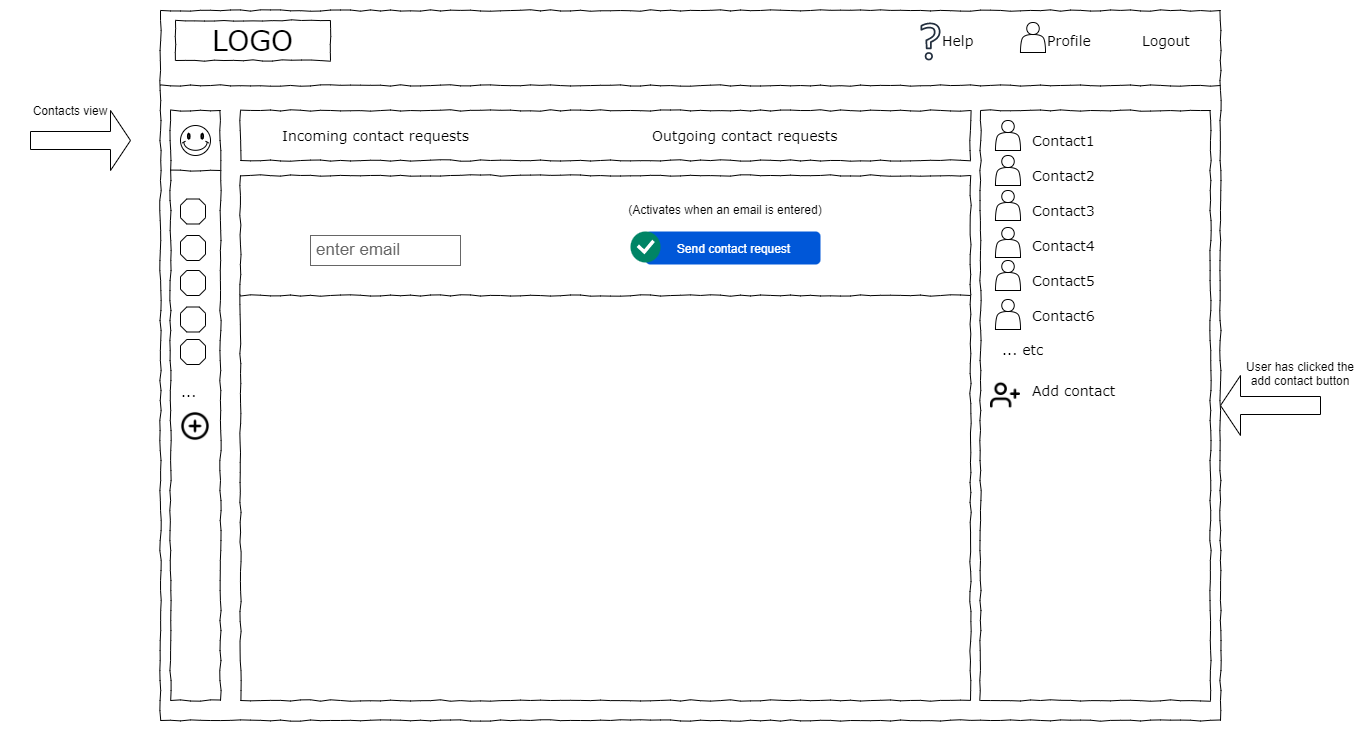 LOGO
Help
Profile
Logout
Contacts view
Incoming contact requests
Outgoing contact requests
Contact1
Contact2
(Activates when an email is entered)
Contact3
enter email
Send contact request
Contact4
Contact5
Contact6
... etc
User has clicked the
add contact button
...
Add contact